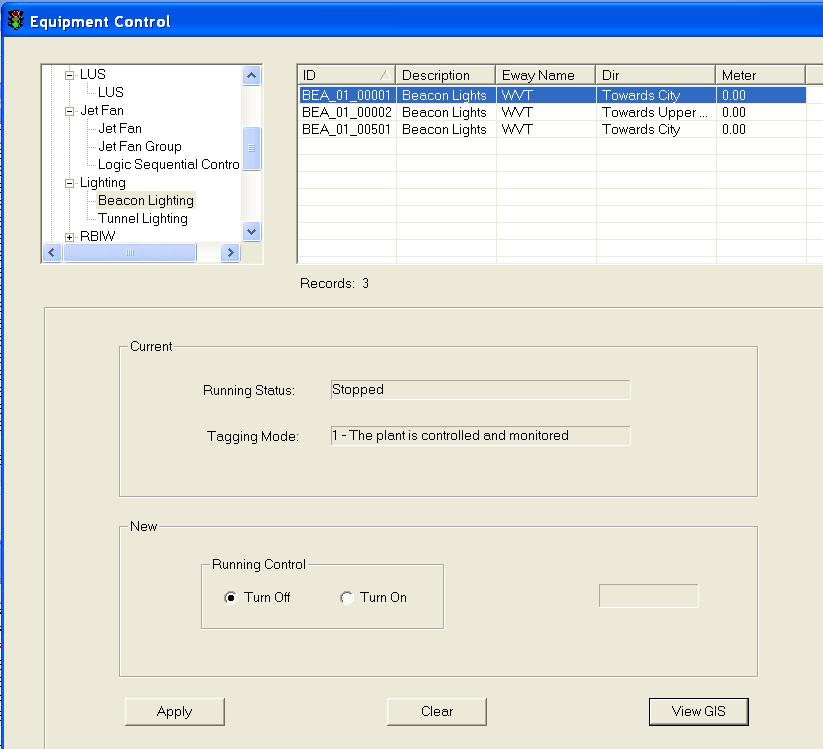 Equipment Control
LUS
LUS
Jet Fan
Jet Fan
Jet Fan Group
Logic Sequential Contro
Lighting
Beacon Lighting
Tunnel Lighting
RBIW
ID Description Eway Name Dir Meter
BEA_01_00001 Beacon Lights WVT Towards City 0.00
BEA_01_00002 Beacon Lights WVT Towards Upper ... 0.00
BEA_01_00501 Beacon Lights WVT Towards City 0.00
Records: 3
Current
Running Status: Stopped
Tagging Mode: 1 - The plant is controlled and monitored
New
Running Control
Turn Off Turn On
Apply Clear View GIS